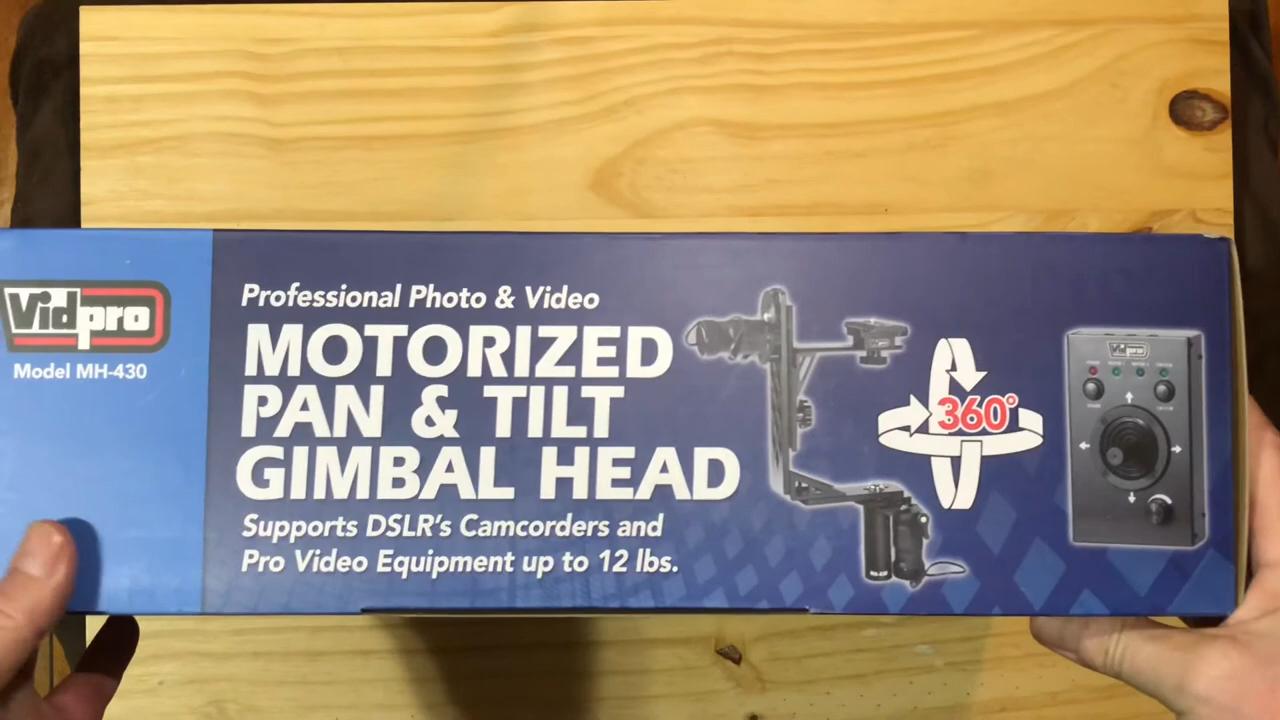 Vidpro
Model MH-430
Professional Photo & Video
MOTORIZED
PAN & TILT
GIMBAL HEAD
Supports DSLR's Camcorders and
Pro Video Equipment up to 12 lbs.
360°
Vidpro